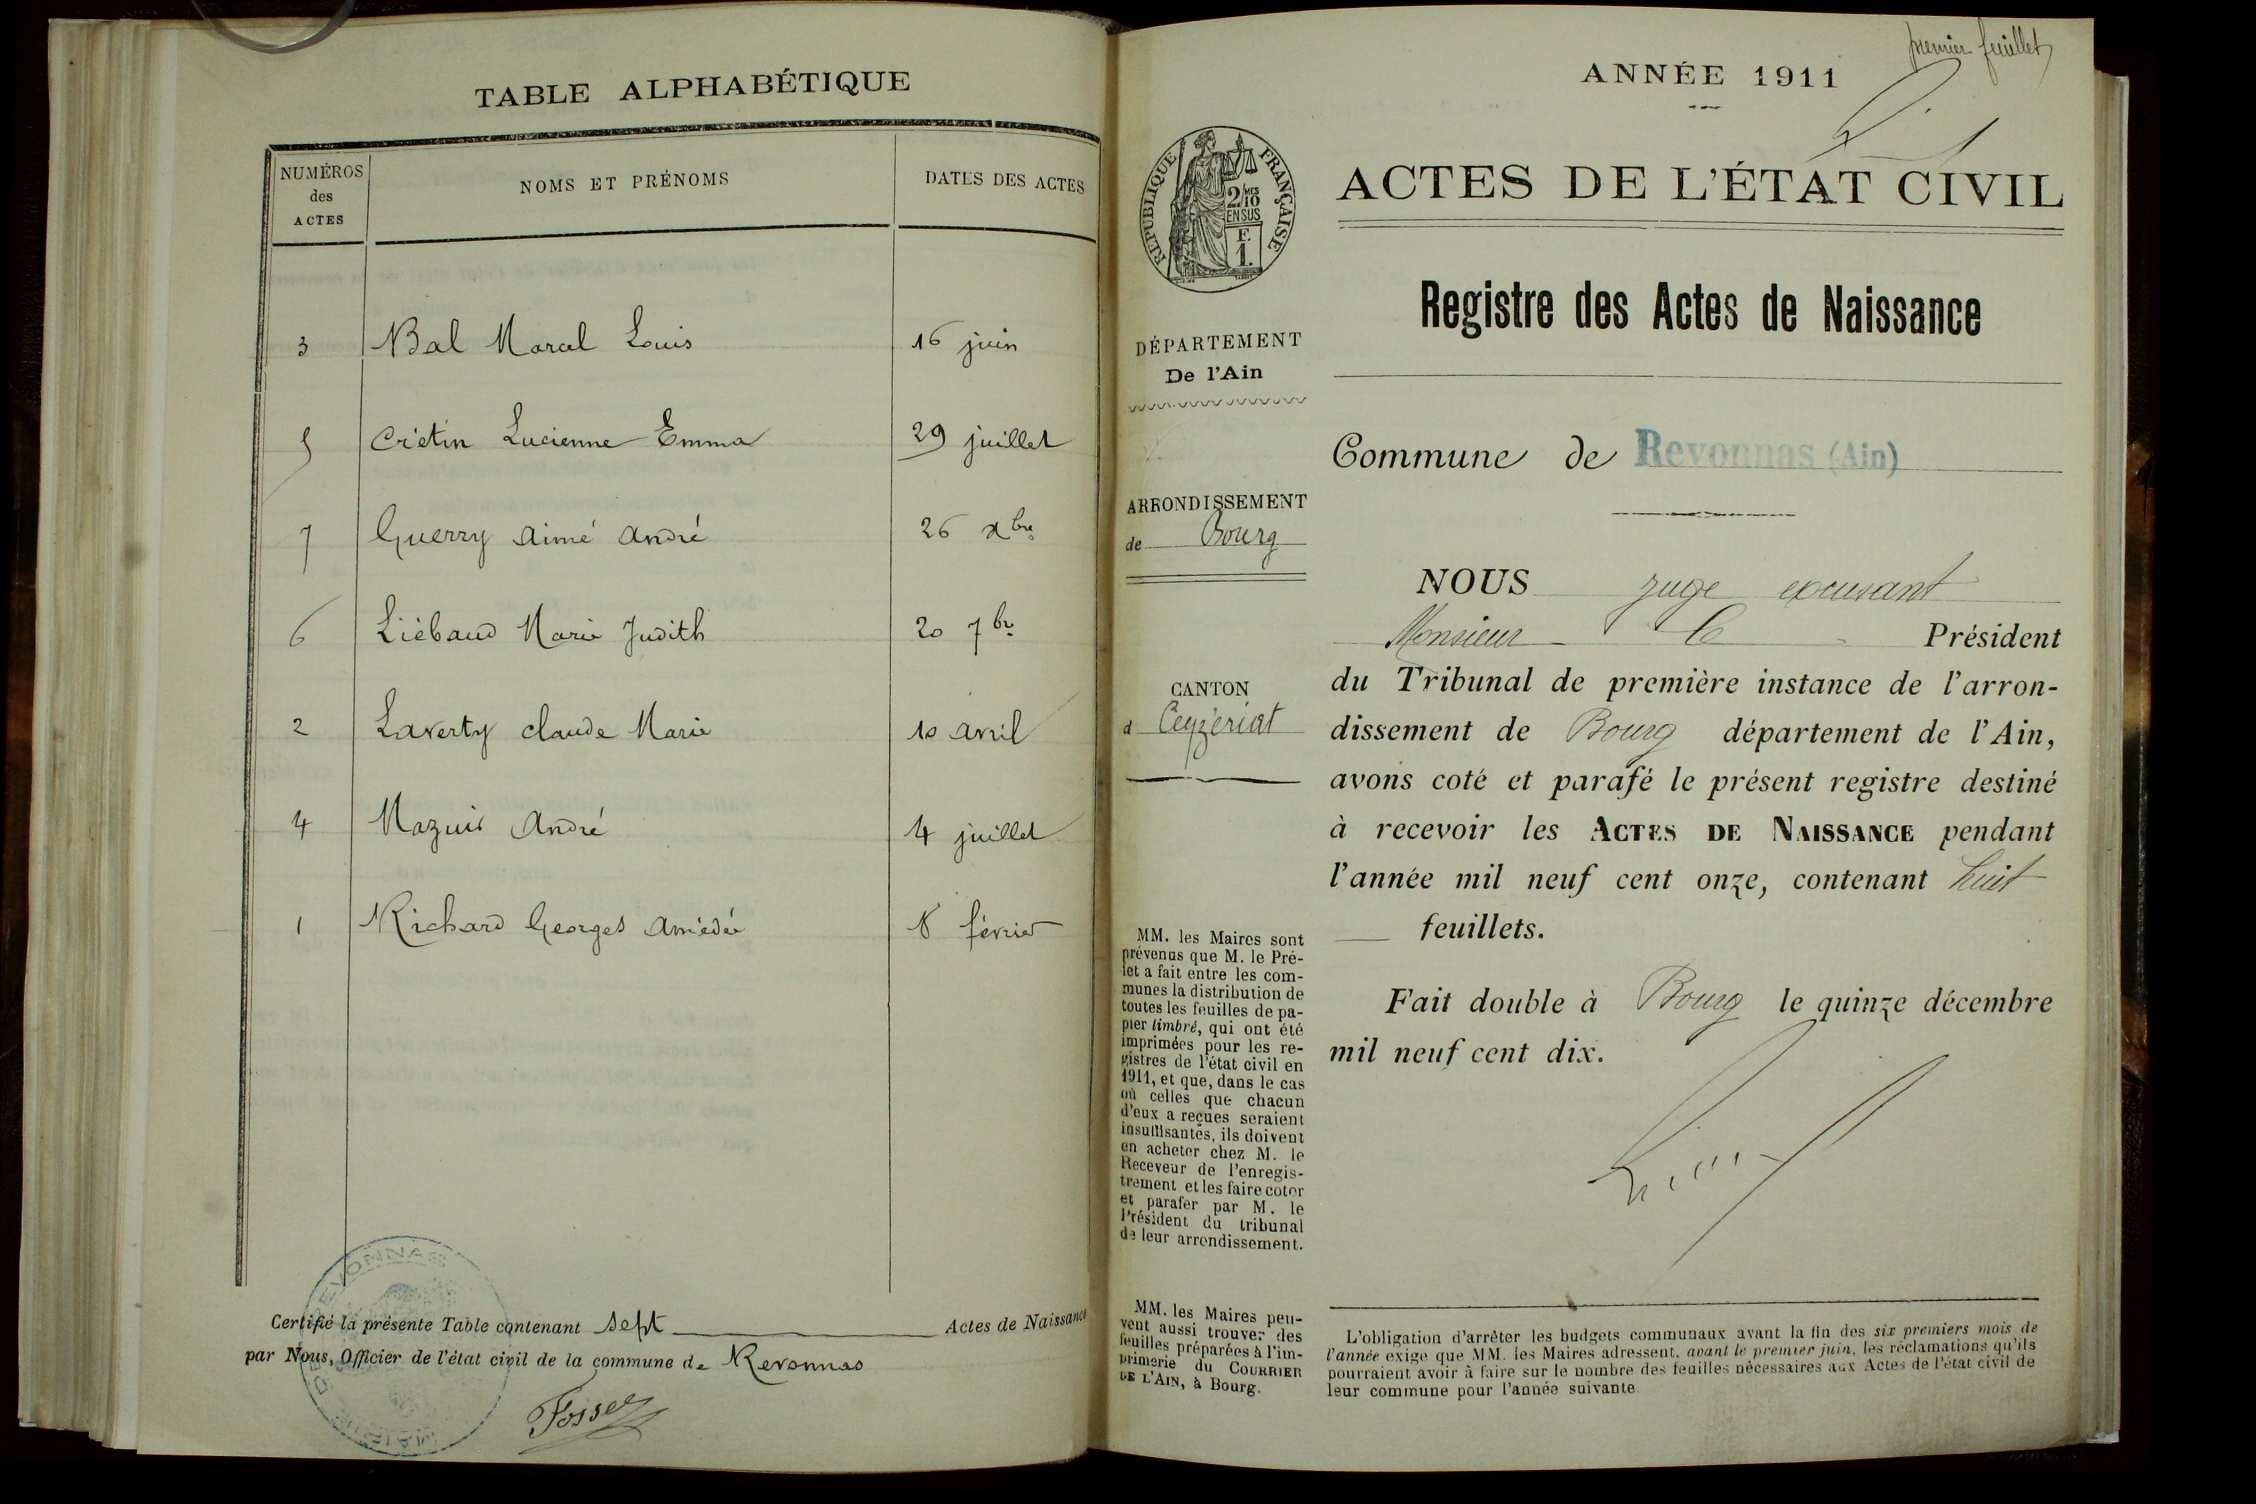 TABLE ALPHABÉTIQUE
NUMÉROS
des
ACTES
NOMS ET PRÉNOMS
DATES DES ACTES
3 Bal Marcel Louis 16 juin
5 Crétin Lucienne Emma 29 juillet
7 Guerry Aimé André 26 xbre
6 Liébaud Marie Judith 20 7bre
2 Laverty Claude Marie 10 avril
4 Mazuir André 4 juillet
1 Richard Georges Amédée 8 février
Certifié la présente Table contenant sept Actes de Naissance
par Nous, Officier de l'état civil de la commune de Revonnas
MAIRIE DE REVONNAS
premier feuillet
ANNÉE 1911
ACTES DE L'ÉTAT CIVIL
REPUBLIQUE FRANÇAISE
2/10
MES
EN SUS
F.
1.
Registre des Actes de Naissance
DÉPARTEMENT
De l'Ain
Commune de Revonnas (Ain)
ARRONDISSEMENT
de Bourg
CANTON
d Ceyzériat
NOUS juge excusant
Monsieur le Président
du Tribunal de première instance de l'arron-
dissement de Bourg département de l'Ain,
avons coté et parafé le présent registre destiné
à recevoir les ACTES DE NAISSANCE pendant
l'année mil neuf cent onze, contenant huit
feuillets.
Fait double à Bourg le quinze décembre
mil neuf cent dix.
MM. les Maires sont
prévenus que M. le Pré-
fet a fait entre les com-
munes la distribution de
toutes les feuilles de pa-
pier timbré, qui ont été
imprimées pour les re-
gistres de l'état civil en
1911, et que, dans le cas
où celles que chacun
d'eux a reçues seraient
insuffisantes, ils doivent
en acheter chez M. le
Receveur de l'enregis-
trement et les faire coter
et parafer par M. le
Président du tribunal
de leur arrondissement.
MM. les Maires peu-
vent aussi trouver des
feuilles préparées à l'im-
primerie du COURRIER
DE L'AIN, à Bourg.
L'obligation d'arrêter les budgets communaux avant la fin des six premiers mois de
l'année exige que MM. les Maires adressent, avant le premier juin, les réclamations qu'ils
pourraient avoir à faire sur le nombre des feuilles nécessaires aux Actes de l'état civil de
leur commune pour l'année suivante